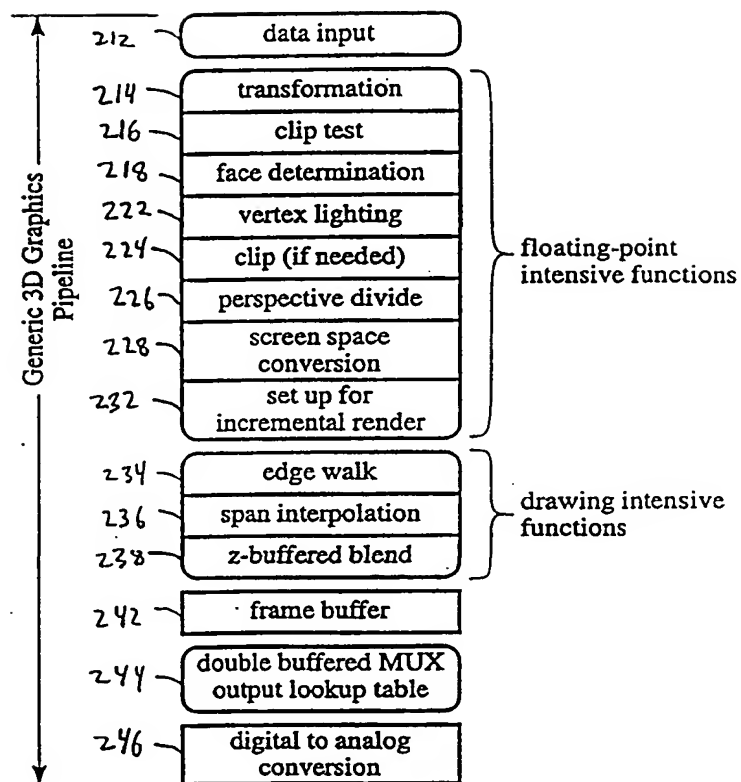 212 data input
214 transformation
216 clip test
218 face determination
222 vertex lighting
224 clip (if needed)
226 perspective divide
228 screen space
conversion
232 set up for
incremental render
floating-point
intensive functions
234 edge walk
236 span interpolation
238 z-buffered blend
drawing intensive
functions
242 frame buffer
244 double buffered MUX
output lookup table
246 digital to analog
conversion
Generic 3D Graphics
Pipeline